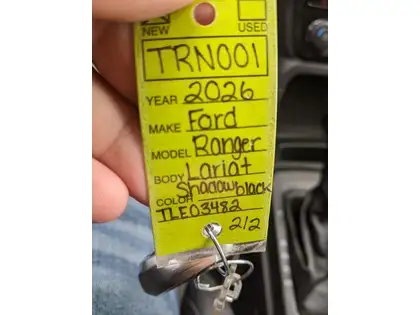 NEW USED
TRN001
YEAR 2026
MAKE Ford
MODEL Ranger
BODY Lariat
COLOR Shadow black
TLE03482
2/2